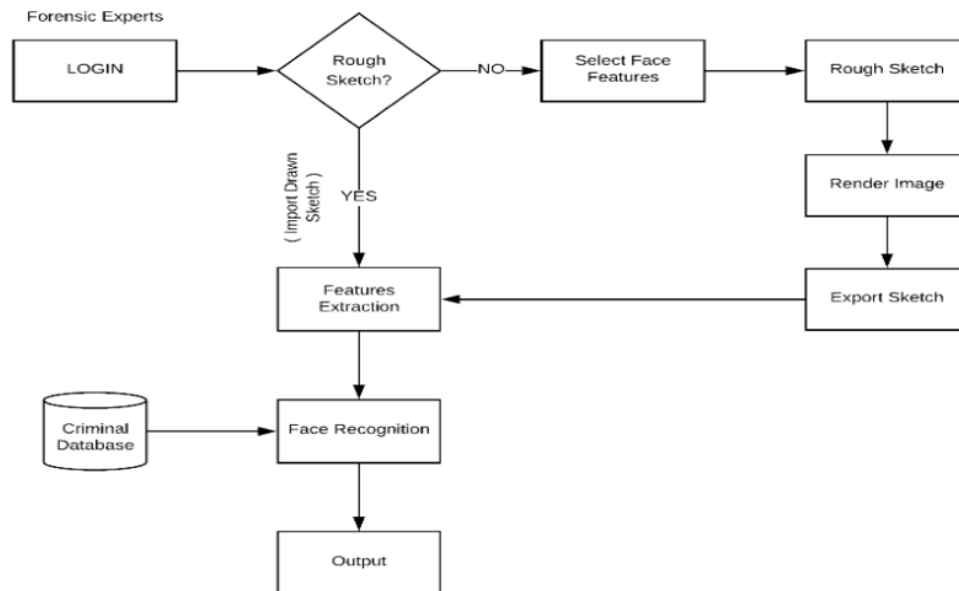 Forensic Experts
LOGIN
Rough
Sketch?
NO
Select Face
Features
Rough Sketch
( Import Drawn
Sketch )
YES
Render Image
Features
Extraction
Export Sketch
Criminal
Database
Face Recognition
Output